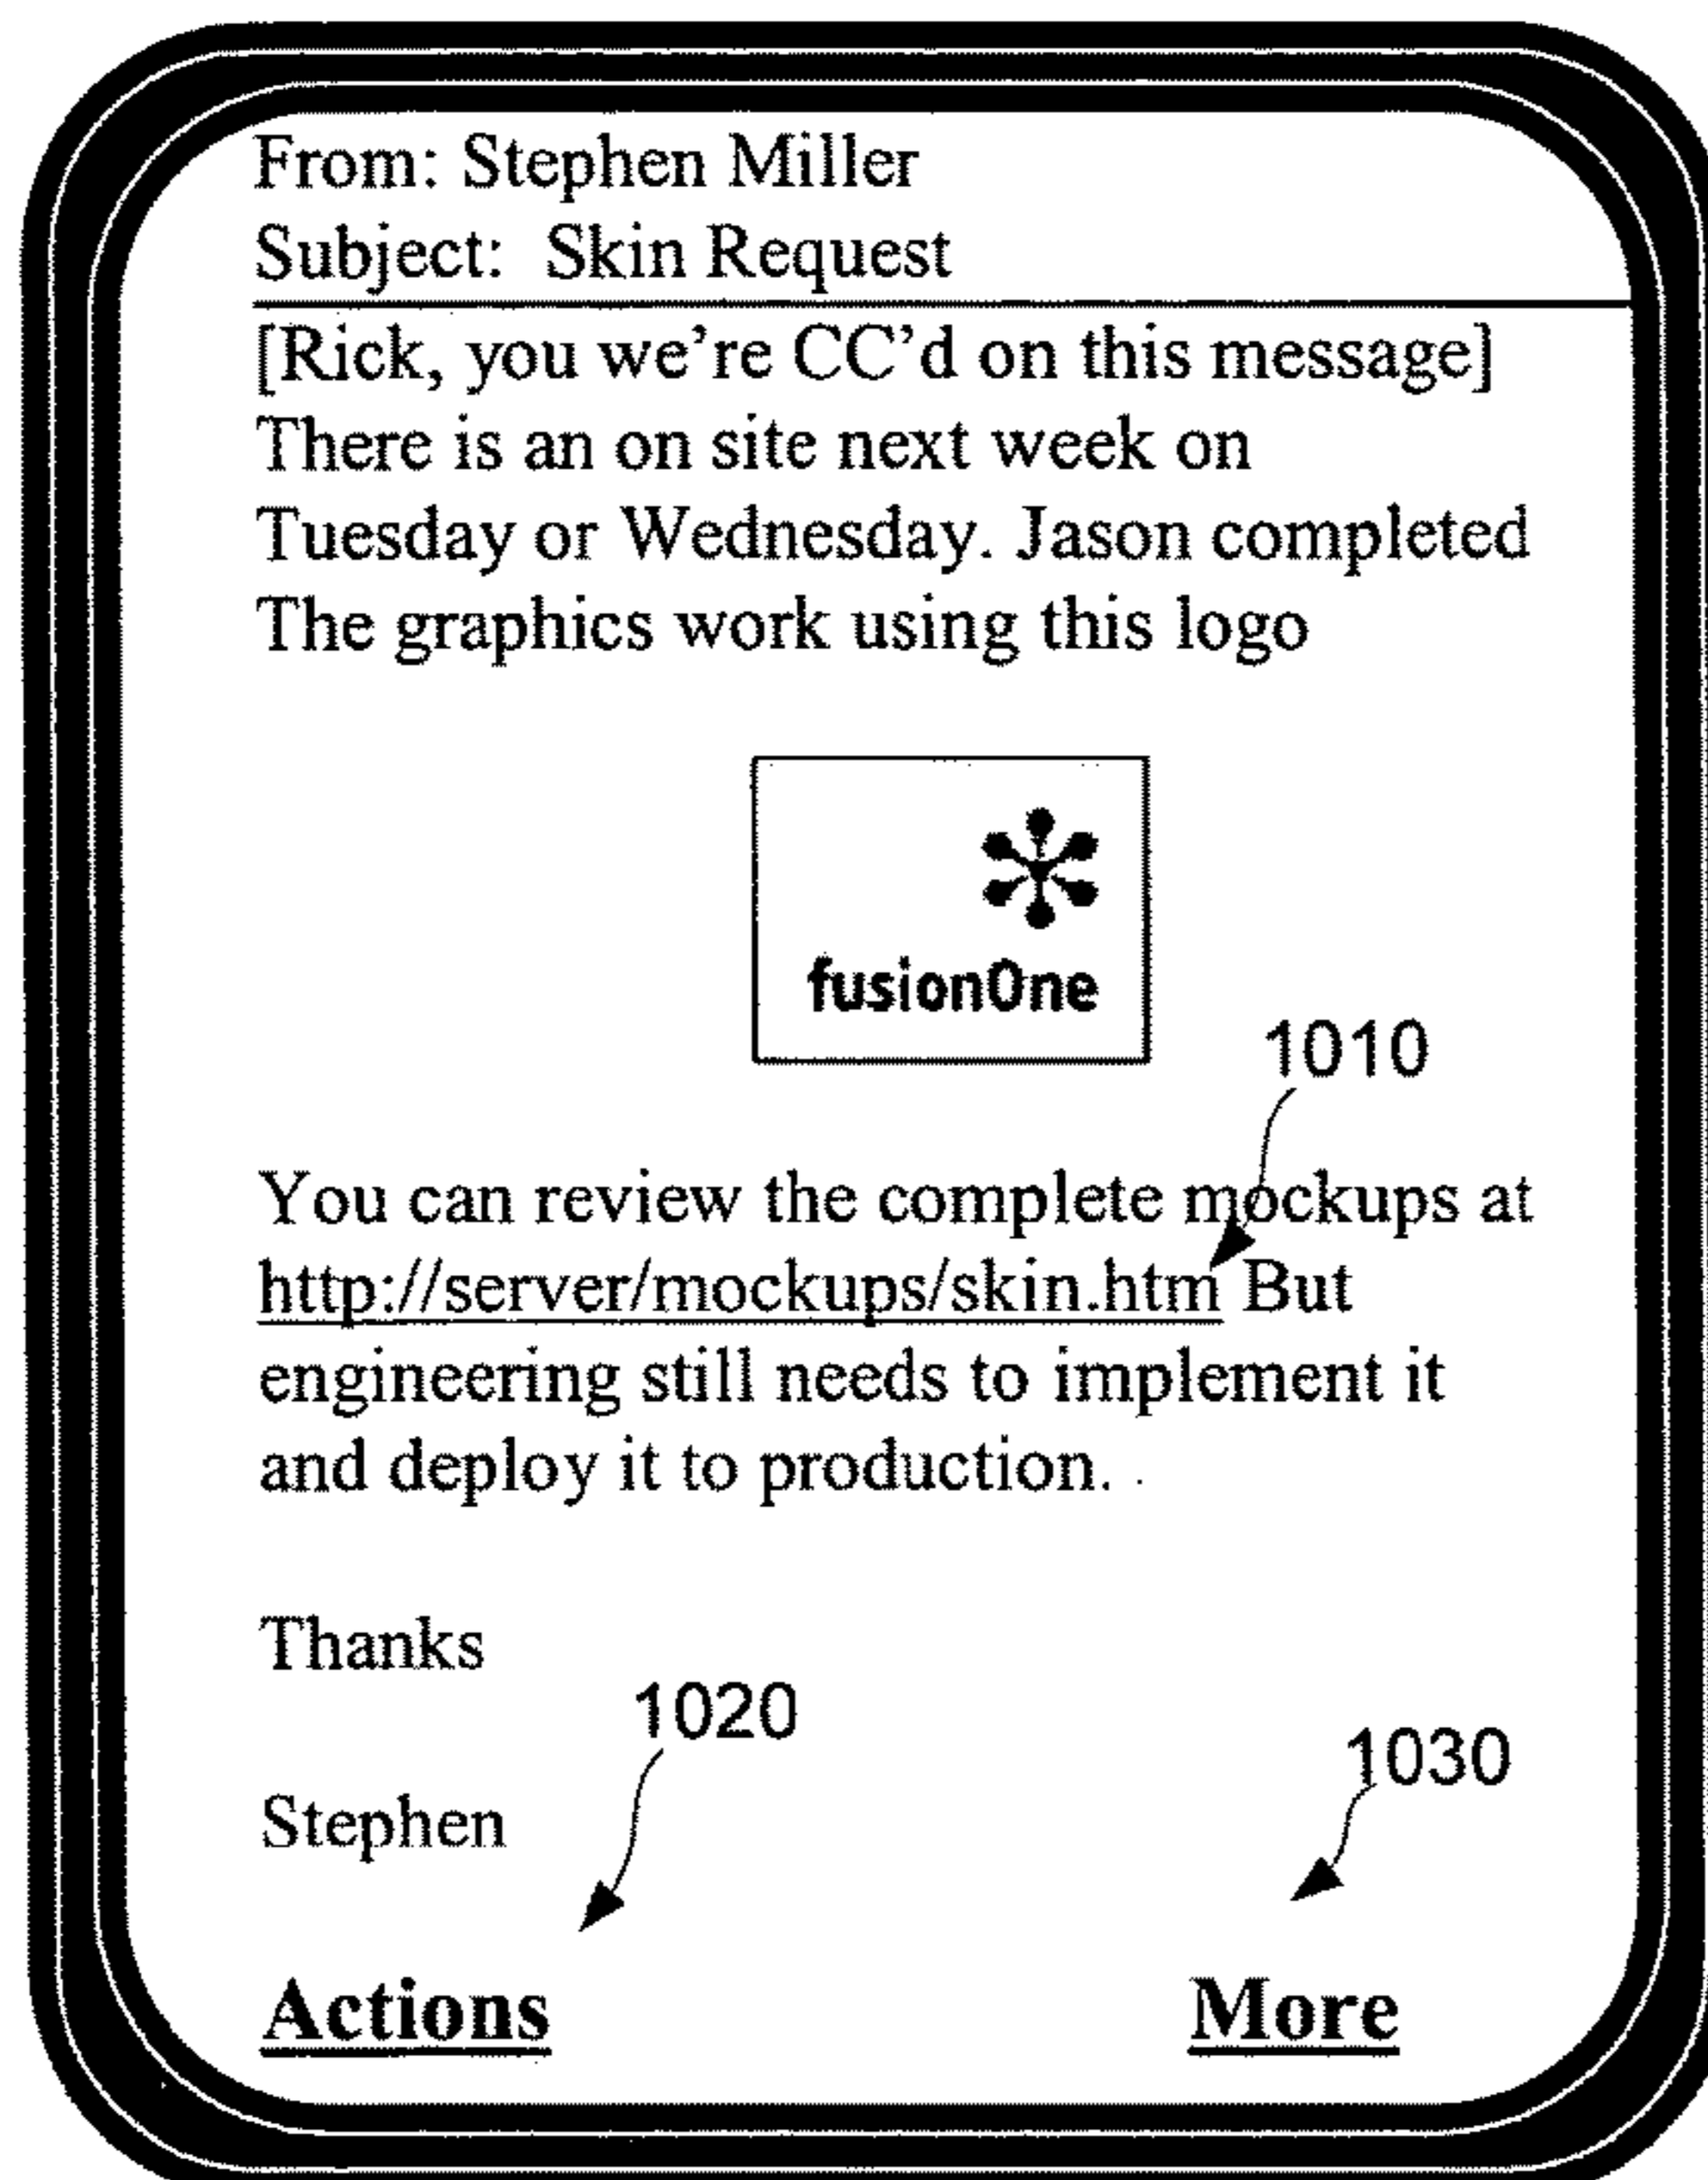 From: Stephen Miller
Subject: Skin Request
[Rick, you we're CC'd on this message]
There is an on site next week on
Tuesday or Wednesday. Jason completed
The graphics work using this logo
fusionOne
1010
You can review the complete mockups at
http://server/mockups/skin.htm But
engineering still needs to implement it
and deploy it to production.
Thanks
1020
1030
Stephen
Actions More